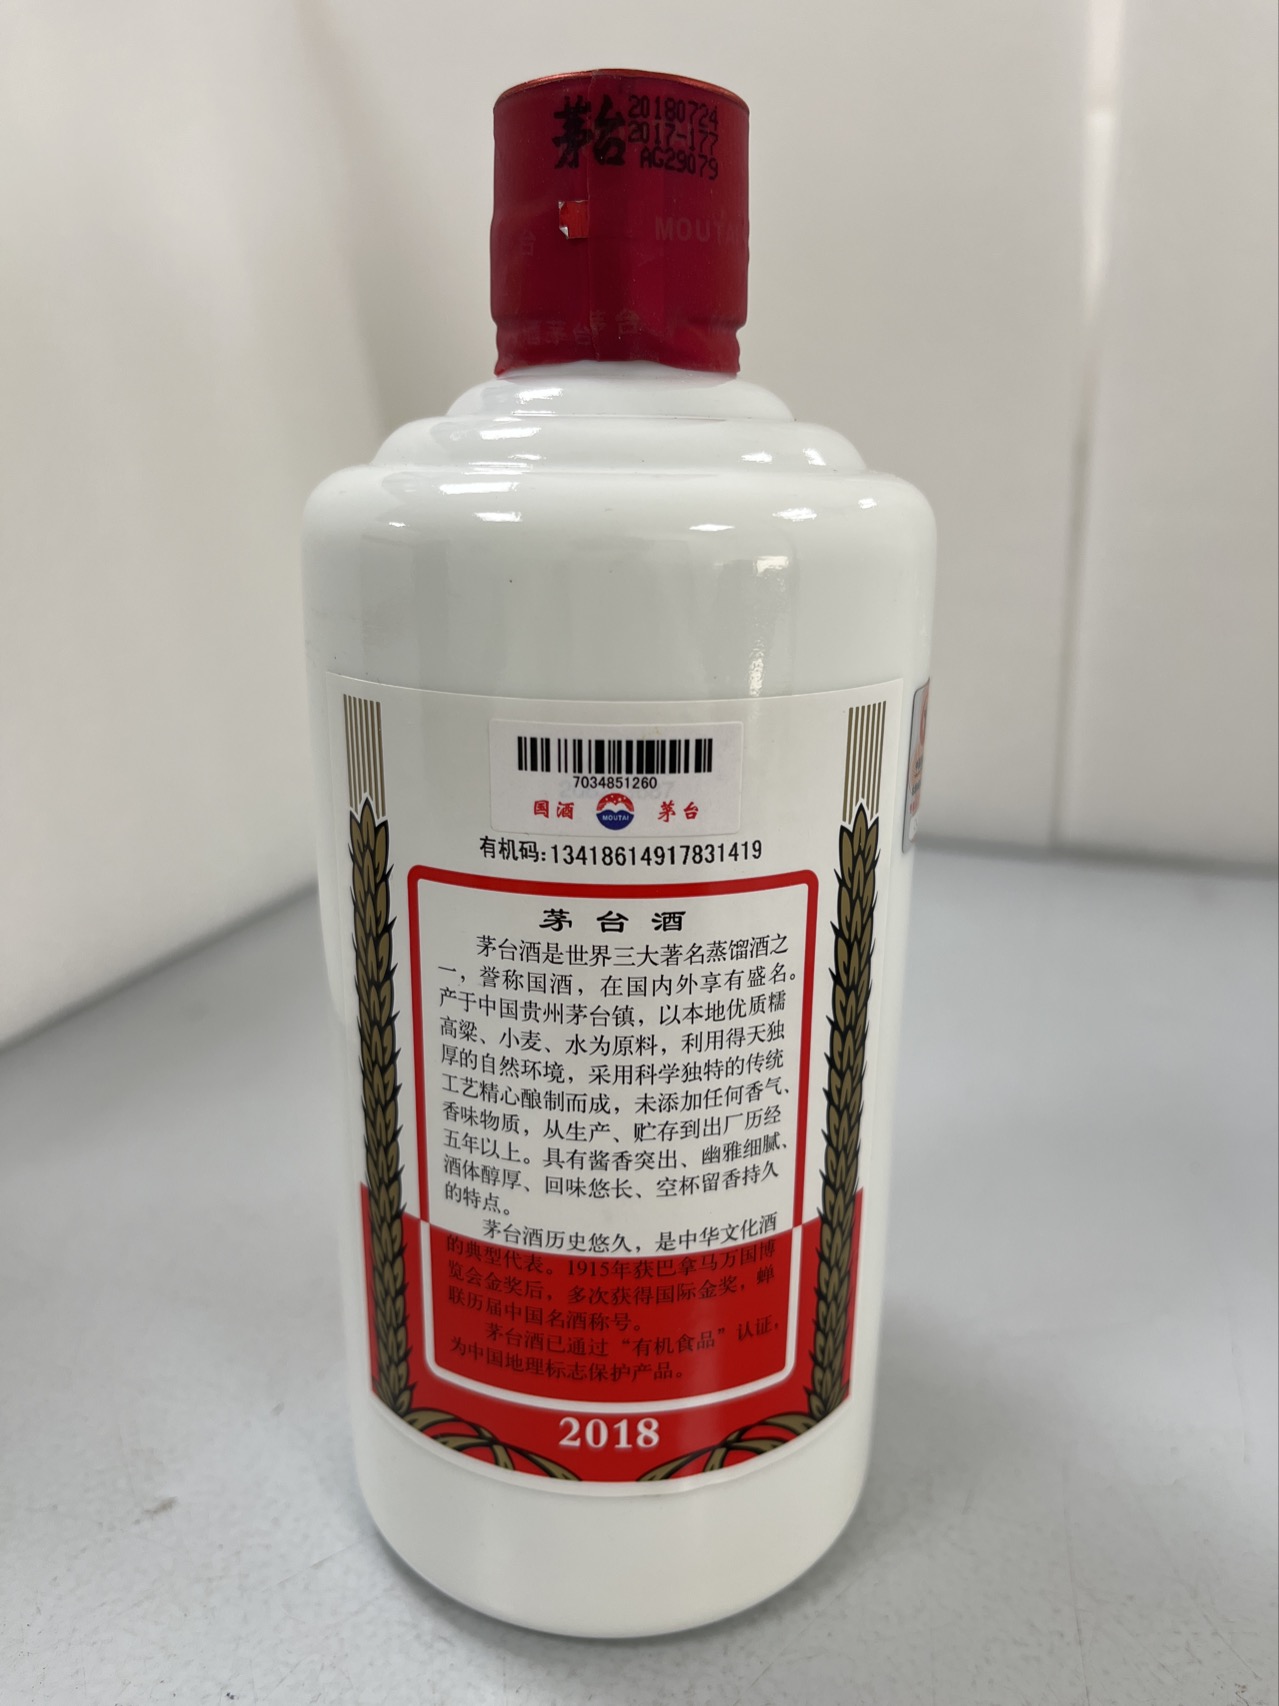 茅台 20180724
2017-177
AG29079
MOUTAI
茅台
酒茅台
7034851260
国酒 MOUTAI 茅台
有机码:13418614917831419
茅台酒
茅台酒是世界三大著名蒸馏酒之
一，誉称国酒，在国内外享有盛名。
产于中国贵州茅台镇，以本地优质糯
高粱、小麦、水为原料，利用得天独
厚的自然环境，采用科学独特的传统
工艺精心酿制而成，未添加任何香气、
香味物质，从生产、贮存到出厂历经
五年以上。具有酱香突出、幽雅细腻、
酒体醇厚、回味悠长、空杯留香持久
的特点。
茅台酒历史悠久，是中华文化酒
的典型代表。1915年获巴拿马万国博
览会金奖后，多次获得国际金奖，蝉
联历届中国名酒称号。
茅台酒已通过“有机食品”认证，
为中国地理标志保护产品。
2018